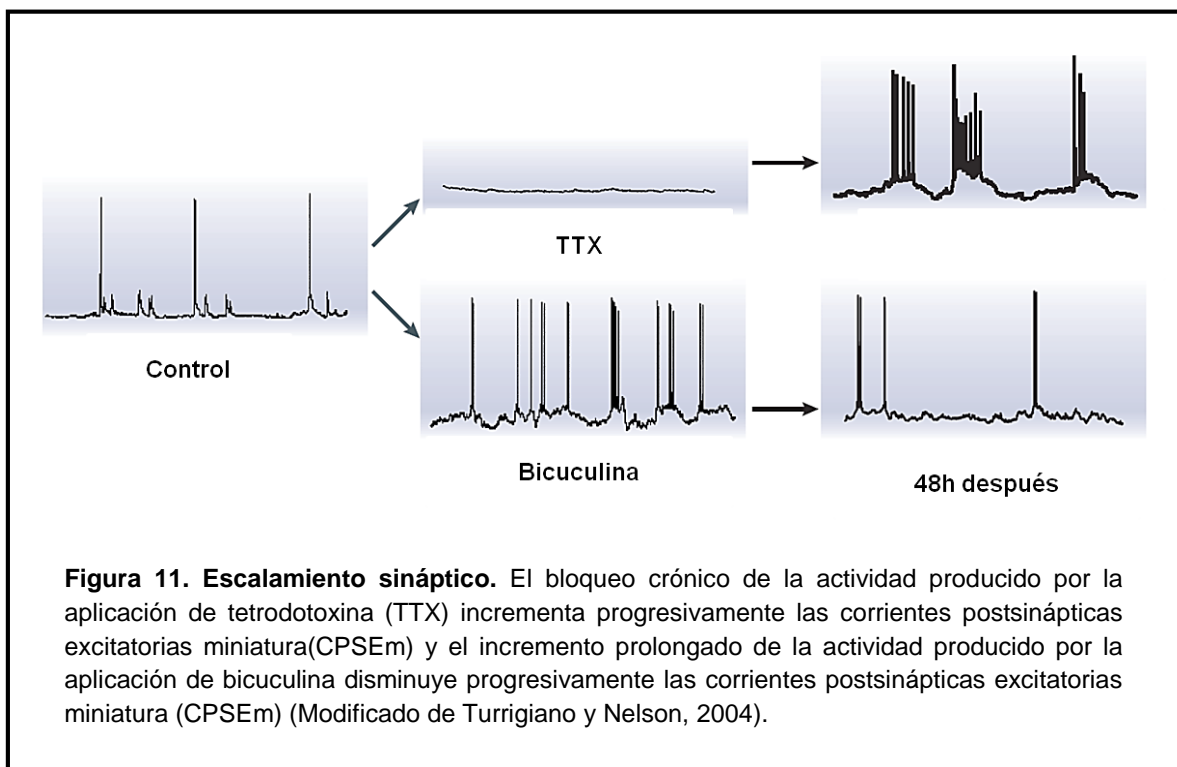 TTX
Control
Bicuculina
48h después
Figura 11. Escalamiento sináptico. El bloqueo crónico de la actividad producido por la
aplicación de tetrodotoxina (TTX) incrementa progresivamente las corrientes postsinápticas
excitatorias miniatura(CPSEm) y el incremento prolongado de la actividad producido por la
aplicación de bicuculina disminuye progresivamente las corrientes postsinápticas excitatorias
miniatura (CPSEm) (Modificado de Turrigiano y Nelson, 2004).